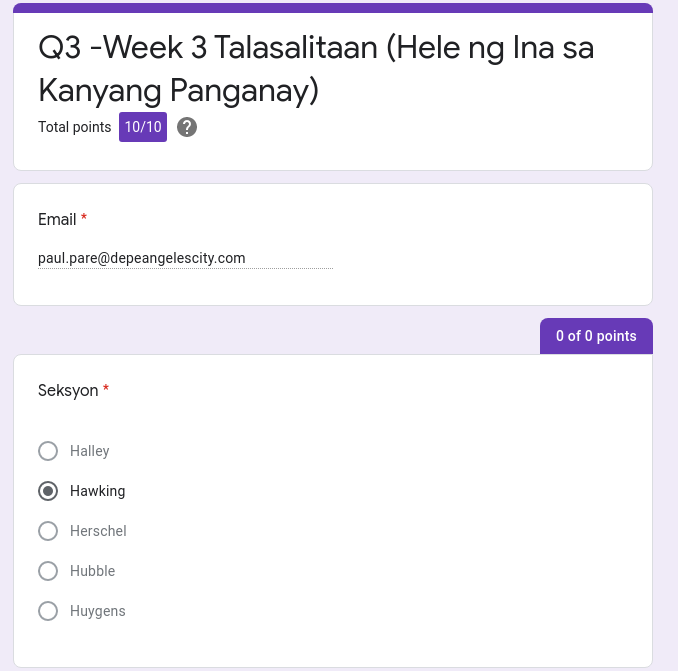 Q3 -Week 3 Talasalitaan (Hele ng Ina sa
Kanyang Panganay)
Total points 10/10 ?
Email *
paul.pare@depeangelescity.com
0 of 0 points
Seksyon *
Halley
Hawking
Herschel
Hubble
Huygens